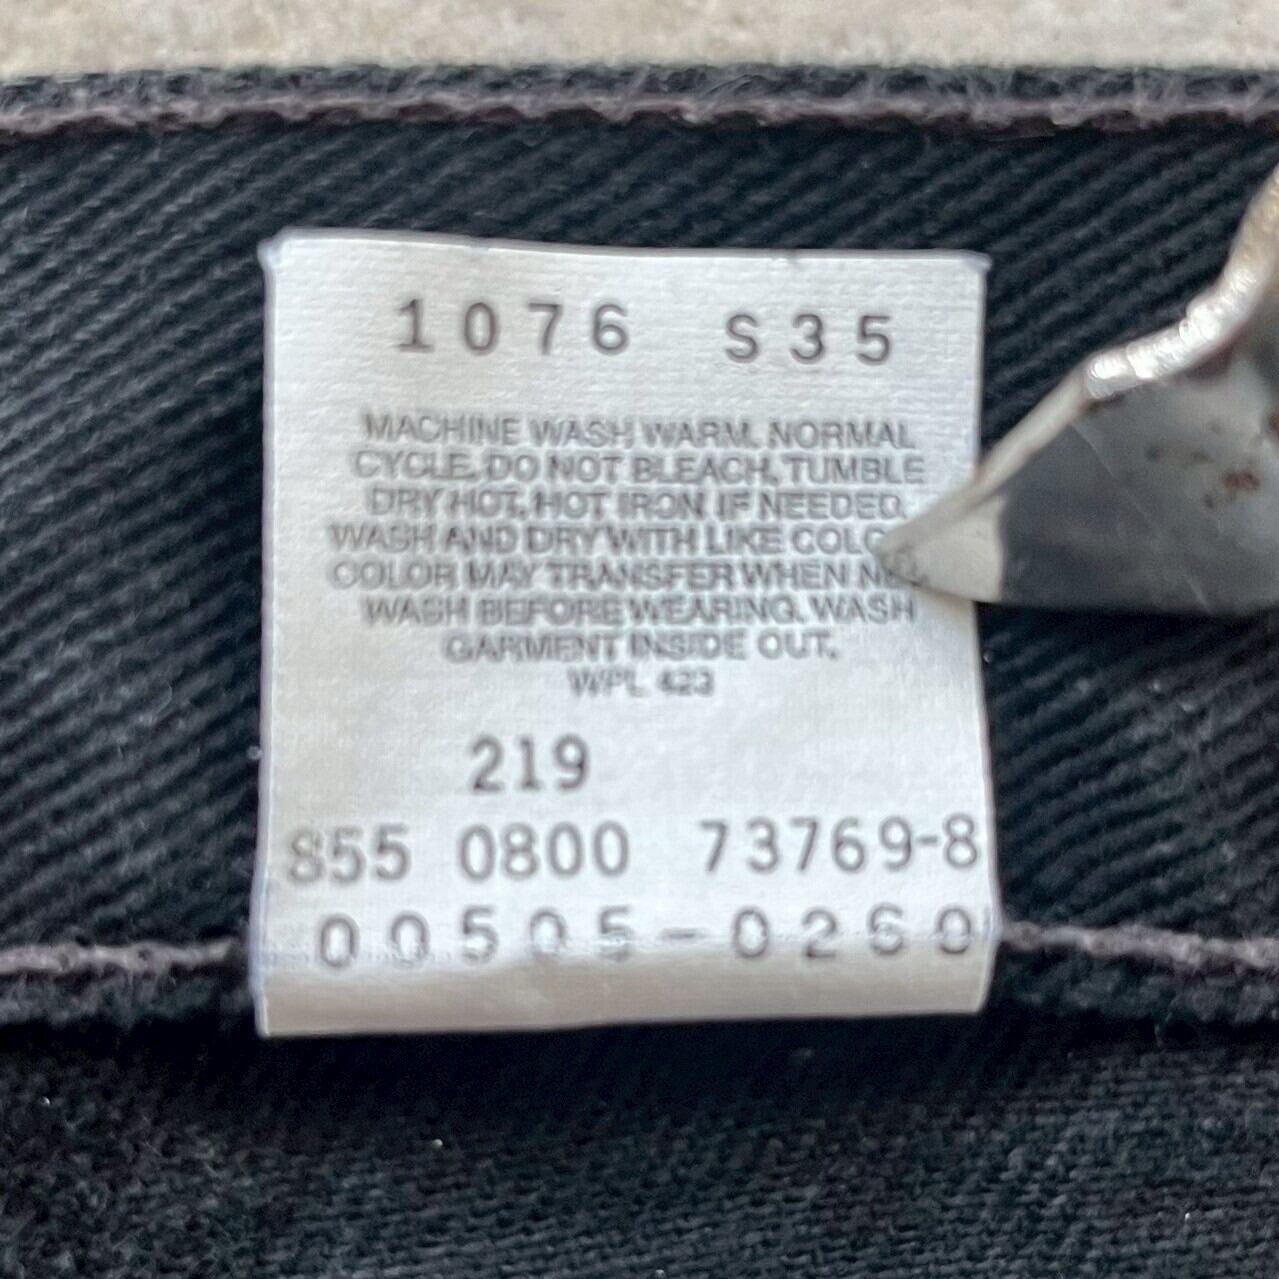 1076 S35
MACHINE WASH WARM, NORMAL
CYCLE. DO NOT BLEACH. TUMBLE
DRY HOT. HOT IRON IF NEEDED.
WASH AND DRY WITH LIKE
COLOR MAY TRANSFER WHEN
WASH BEFORE WEARING. WASH
GARMENT INSIDE OUT.
WPL 423
219
855 0800 73769-8
00505-0260